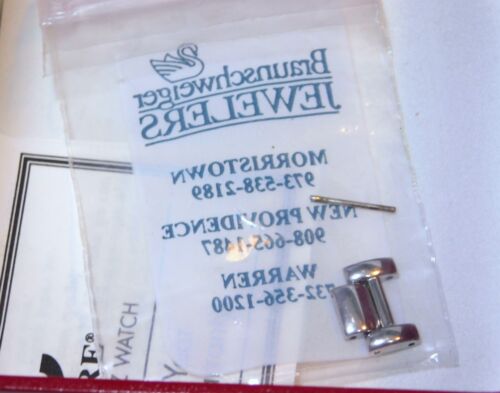 Braunschweiger
JEWELERS
MORRISTOWN
973-538-2189
NEW PROVIDENCE
908-665-1487
WARREN
732-356-1200
WATCH